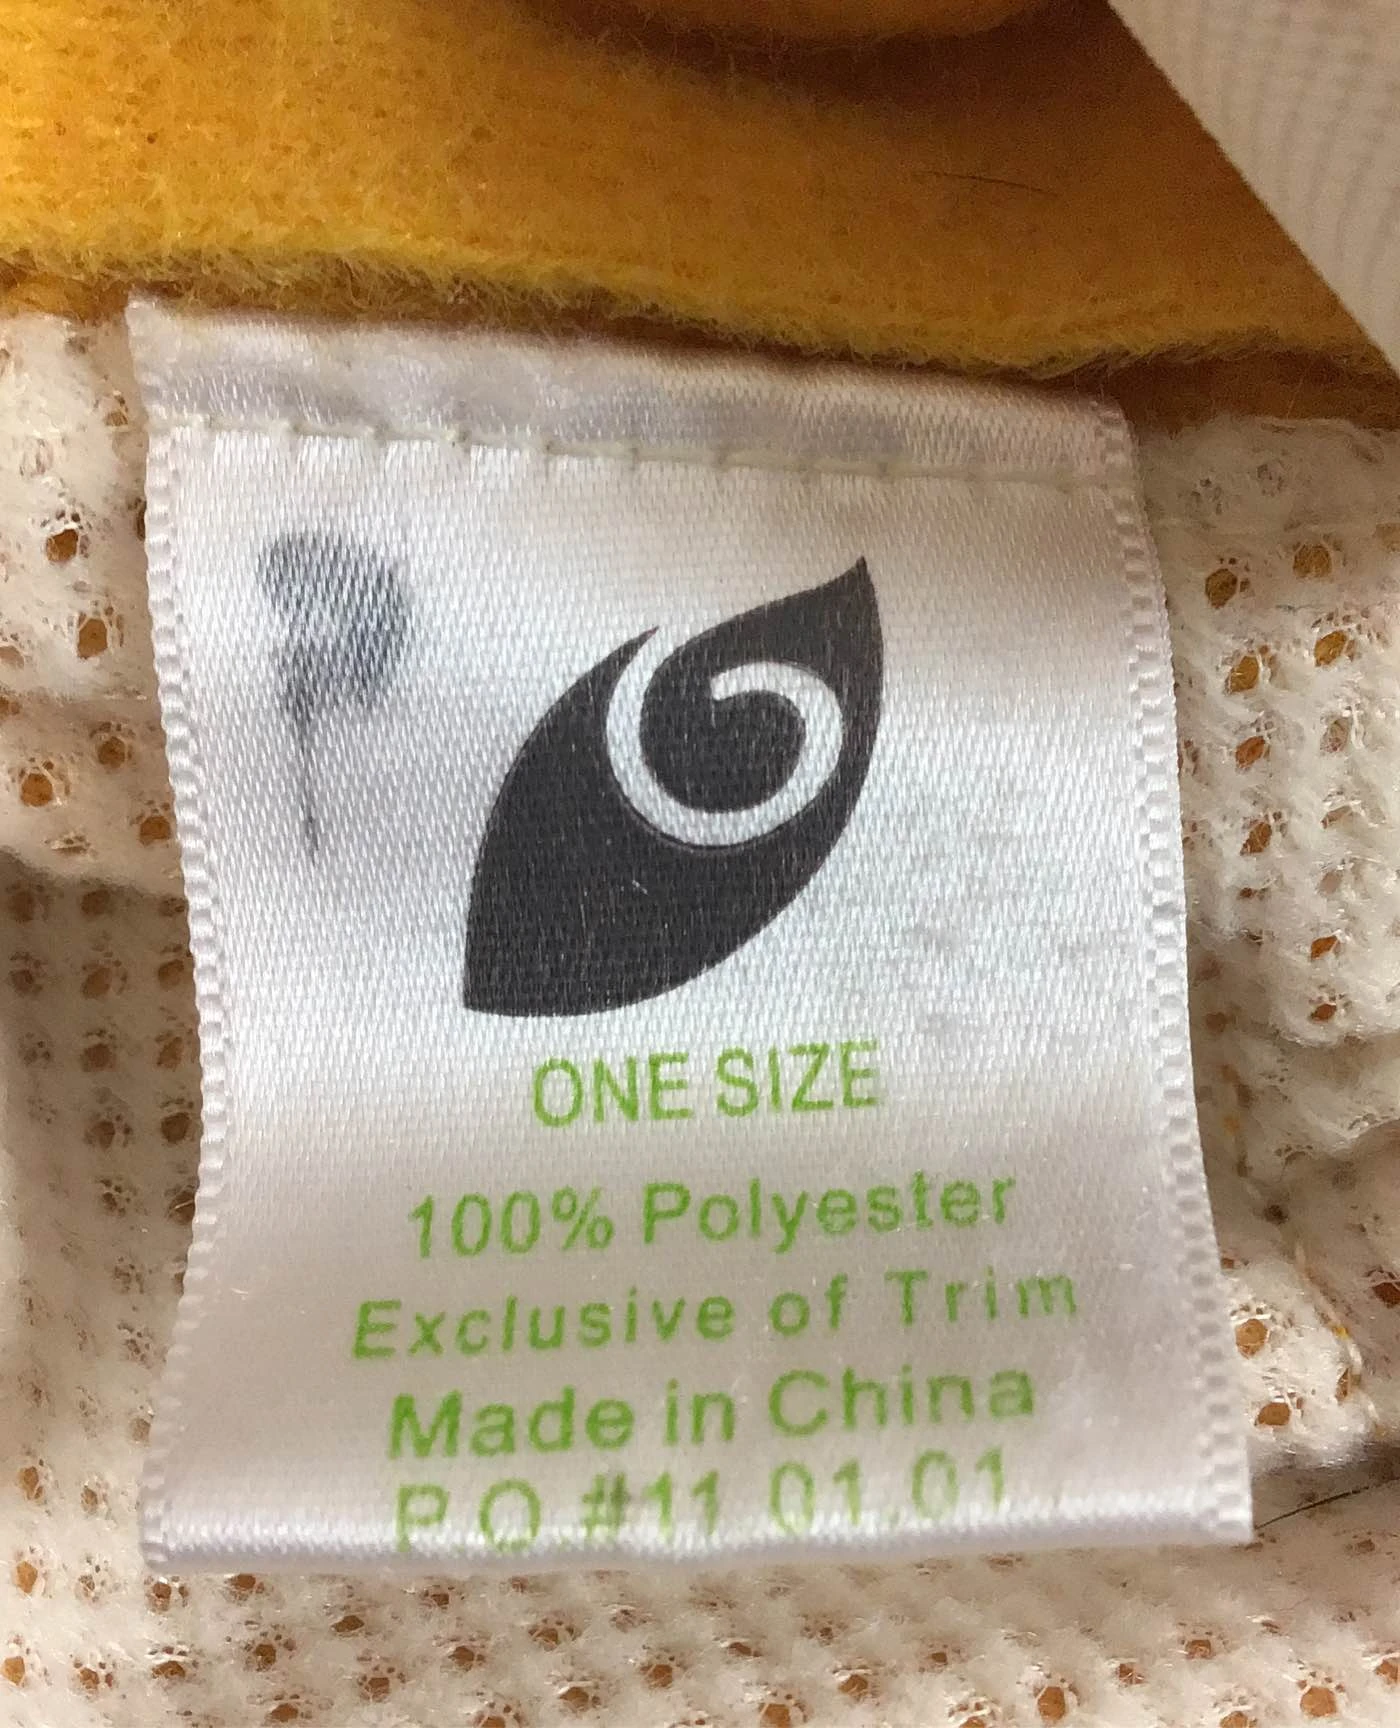 ONE SIZE
100% Polyester
Exclusive of Trim
Made in China
P.O.#11.01.01